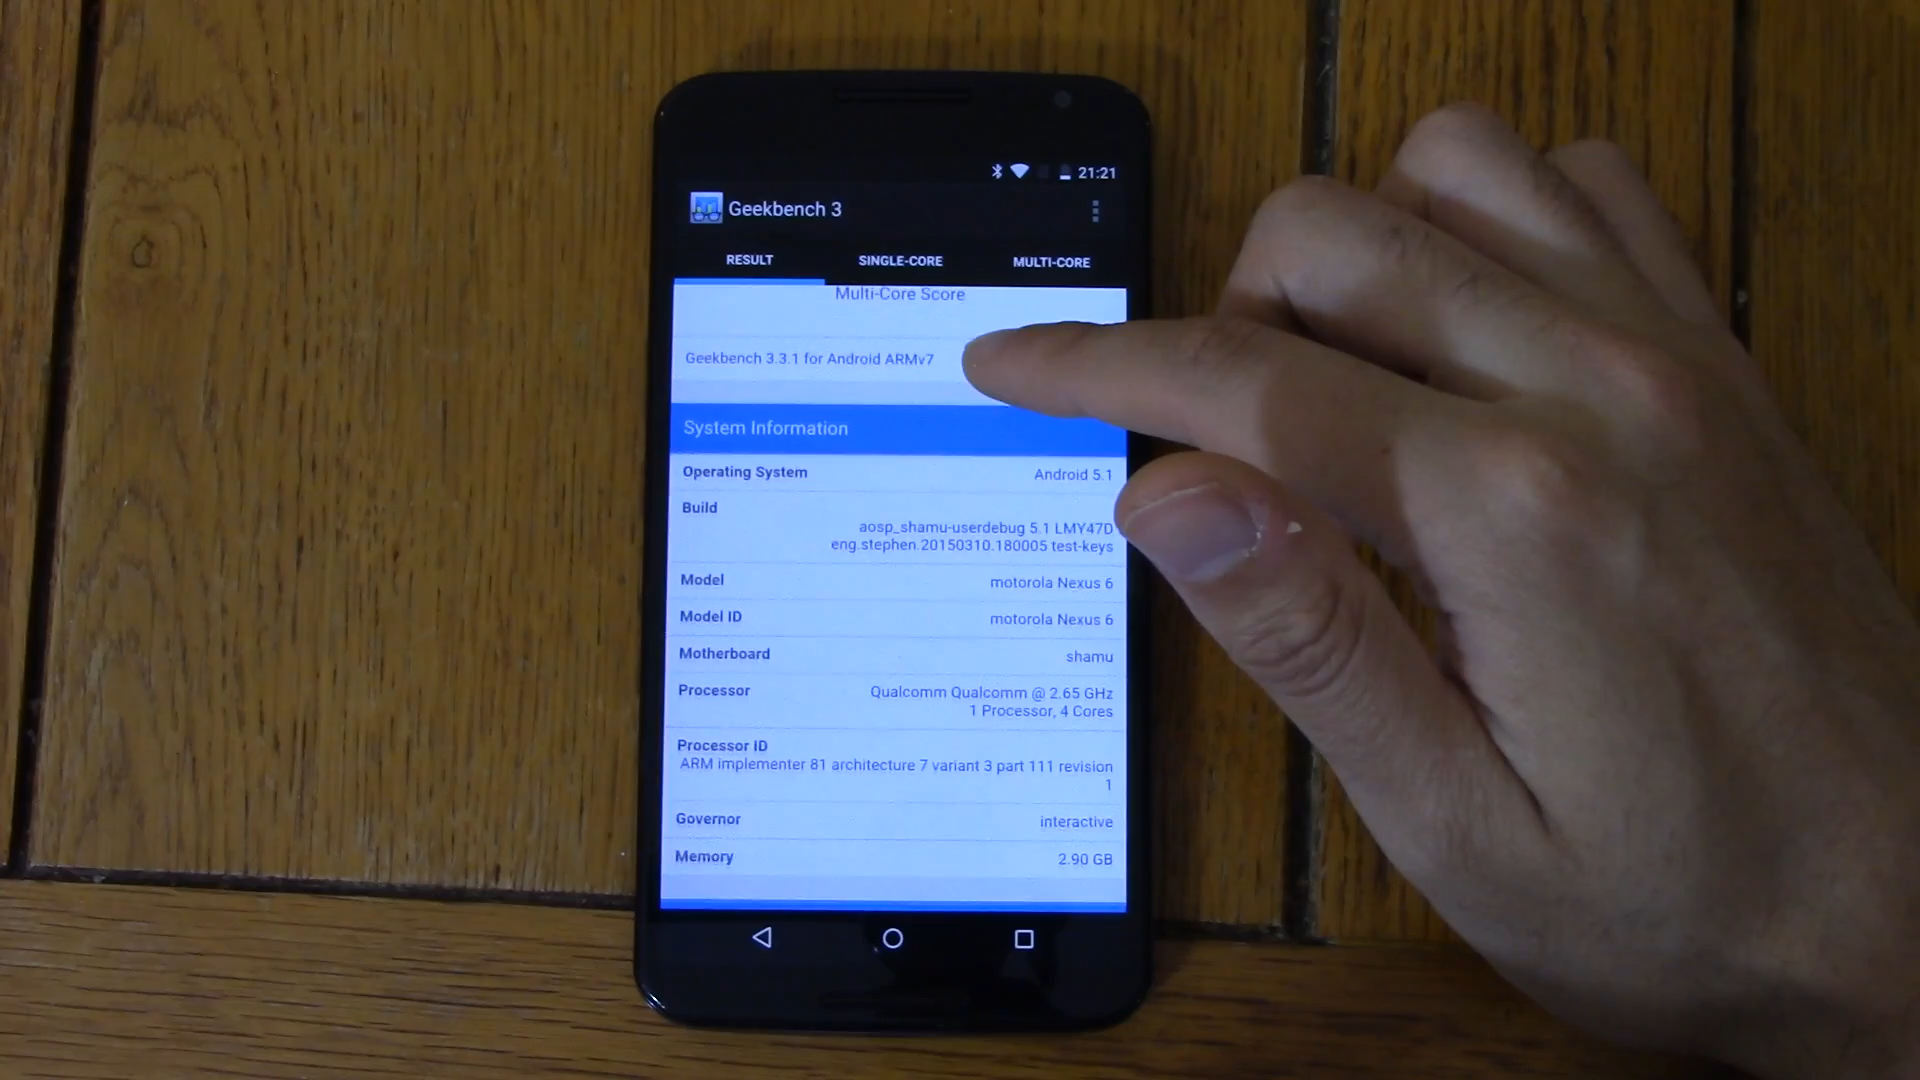 21:21
Geekbench 3
RESULT SINGLE-CORE MULTI-CORE
Multi-Core Score
Geekbench 3.3.1 for Android ARMv7
System Information
Operating System Android 5.1
Build
aosp_shamu-userdebug 5.1 LMY47D
eng.stephen.20150310.180005 test-keys
Model motorola Nexus 6
Model ID motorola Nexus 6
Motherboard shamu
Processor Qualcomm Qualcomm @ 2.65 GHz
1 Processor, 4 Cores
Processor ID
ARM implementer 81 architecture 7 variant 3 part 111 revision
1
Governor interactive
Memory 2.90 GB